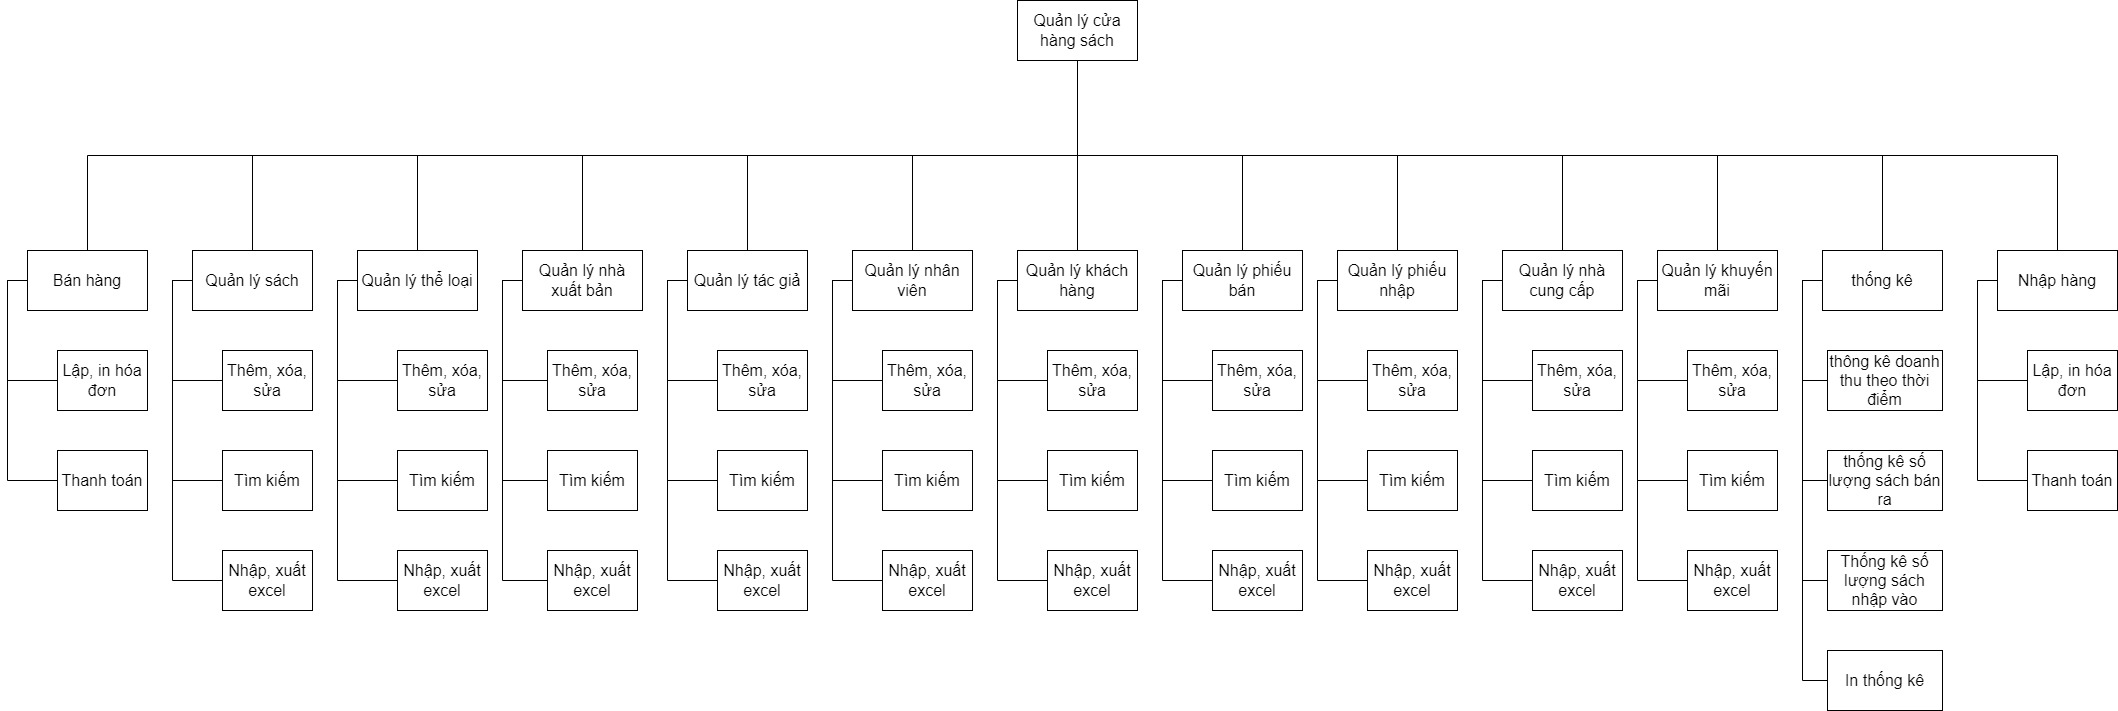 Quản lý cửa
hàng sách
Bán hàng
Lập, in hóa
đơn
Thanh toán
Quản lý sách
Thêm, xóa,
sửa
Tìm kiếm
Nhập, xuất
excel
Quản lý thể loại
Thêm, xóa,
sửa
Tìm kiếm
Nhập, xuất
excel
Quản lý nhà
xuất bản
Thêm, xóa,
sửa
Tìm kiếm
Nhập, xuất
excel
Quản lý tác giả
Thêm, xóa,
sửa
Tìm kiếm
Nhập, xuất
excel
Quản lý nhân
viên
Thêm, xóa,
sửa
Tìm kiếm
Nhập, xuất
excel
Quản lý khách
hàng
Thêm, xóa,
sửa
Tìm kiếm
Nhập, xuất
excel
Quản lý phiếu
bán
Thêm, xóa,
sửa
Tìm kiếm
Nhập, xuất
excel
Quản lý phiếu
nhập
Thêm, xóa,
sửa
Tìm kiếm
Nhập, xuất
excel
Quản lý nhà
cung cấp
Thêm, xóa,
sửa
Tìm kiếm
Nhập, xuất
excel
Quản lý khuyến
mãi
Thêm, xóa,
sửa
Tìm kiếm
Nhập, xuất
excel
thống kê
thông kê doanh
thu theo thời
điểm
thống kê số
lượng sách bán
ra
Thống kê số
lượng sách
nhập vào
In thống kê
Nhập hàng
Lập, in hóa
đơn
Thanh toán